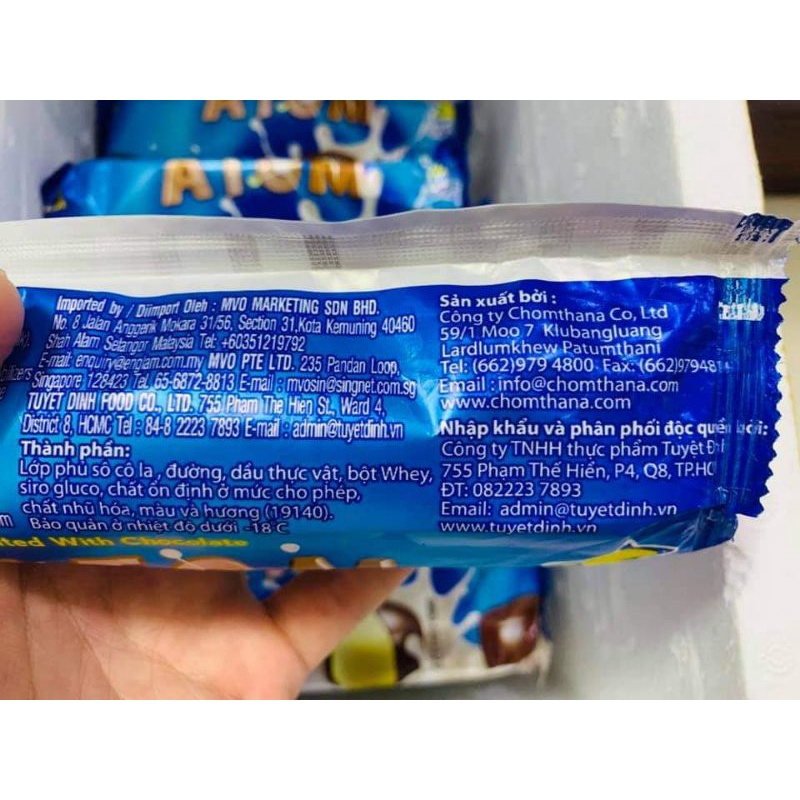 ATOM
ATOM
Imported by / Diimport Oleh : MVO MARKETING SDN BHD.
No. 8 Jalan Anggerik Mokara 31/56, Section 31,Kota Kemuning 40460
Shah Alam Selangor Malaysia Tel: +60351219792
E-mail: enquiry@englam.com.my MVO PTE LTD. 235 Pandan Loop,
Singapore 128423 Tel. 65-6872-8813 E-mail : mvosin@singnet.com.sg
TUYET DINH FOOD CO., LTD. 755 Pham The Hien St., Ward 4,
District 8, HCMC Tel : 84-8 2223 7893 E-mail : admin@tuyetdinh.vn
Thành phần:
Lớp phủ sô cô la, đường, dầu thực vật, bột Whey,
siro gluco, chất ổn định ở mức cho phép,
chất nhũ hóa, màu và hương (19140).
Bảo quản ở nhiệt độ dưới -18°C
Sản xuất bởi :
Công ty Chomthana Co, Ltd
59/1 Moo 7 Klubangluang
Lardlumkhew Patumthani
Tel: (662)979 4800 Fax: (662)979481
Email : info@chomthana.com
www.chomthana.com
Nhập khẩu và phân phối độc quyền bởi:
Công ty TNHH thực phẩm Tuyệt
755 Phạm Thế Hiển, P4, Q8, TP.HC
ĐT: 082223 7893
Email: admin@tuyetdinh.vn
www.tuyetdinh.vn
ted With Chocolate